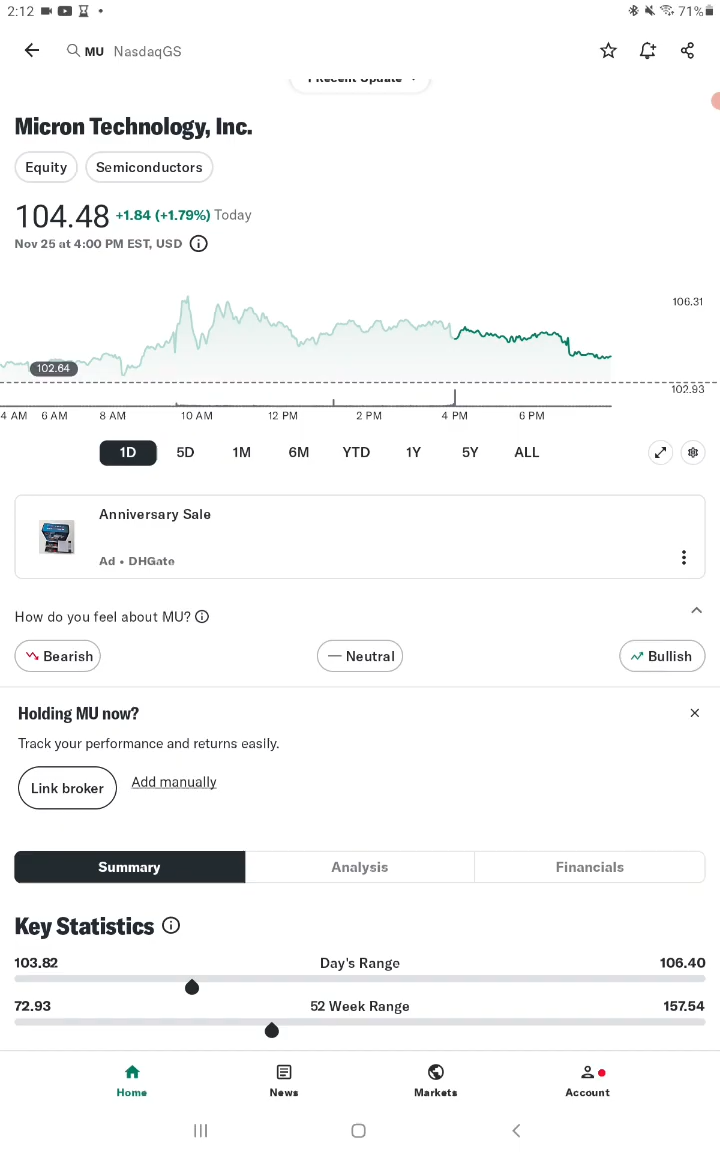 2:12 71%
MU NasdaqGS
1 Recent Update
Micron Technology, Inc.
Equity Semiconductors
104.48 +1.84 (+1.79%) Today
Nov 25 at 4:00 PM EST, USD
106.31
102.64
102.93
4 AM 6 AM 8 AM 10 AM 12 PM 2 PM 4 PM 6 PM
1D 5D 1M 6M YTD 1Y 5Y ALL
Anniversary Sale
Ad • DHGate
How do you feel about MU?
Bearish Neutral Bullish
Holding MU now?
Track your performance and returns easily.
Link broker Add manually
Summary Analysis Financials
Key Statistics
103.82 Day's Range 106.40
72.93 52 Week Range 157.54
Home News Markets Account